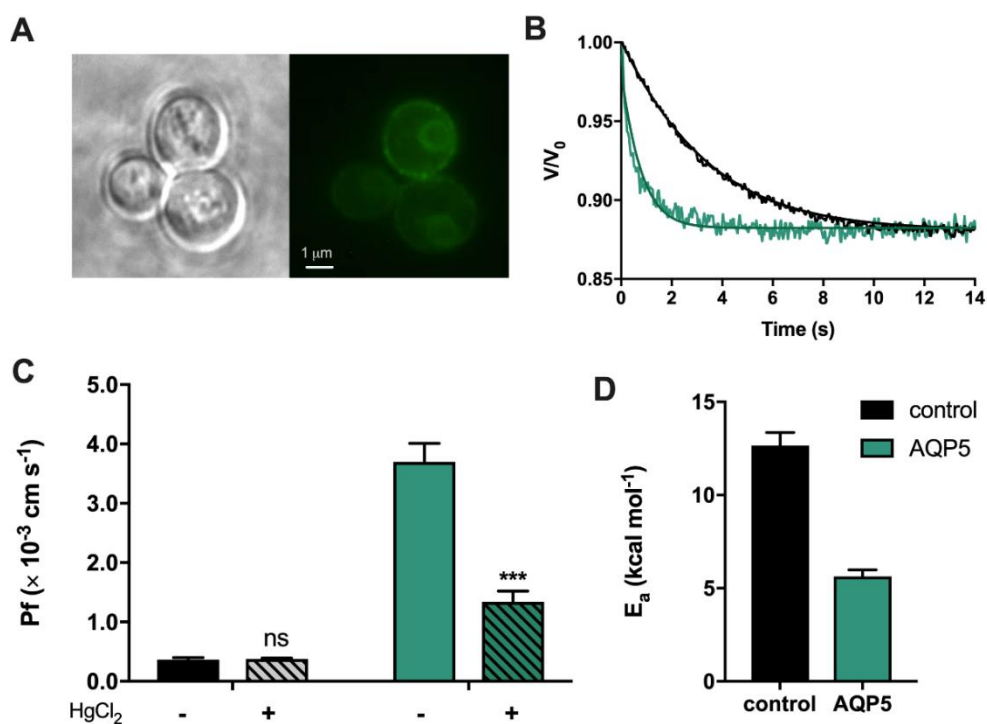 A
1 μm
B
1.00
0.95
0.90
0.85
V/V0
0 2 4 6 8 10 12 14
Time (s)
C
5.0
4.0
3.0
2.0
1.0
0.0
Pf (× 10⁻³ cm s⁻¹)
ns
***
HgCl₂ - + - +
D
15
10
5
0
Eₐ (kcal mol⁻¹)
control
AQP5
control AQP5